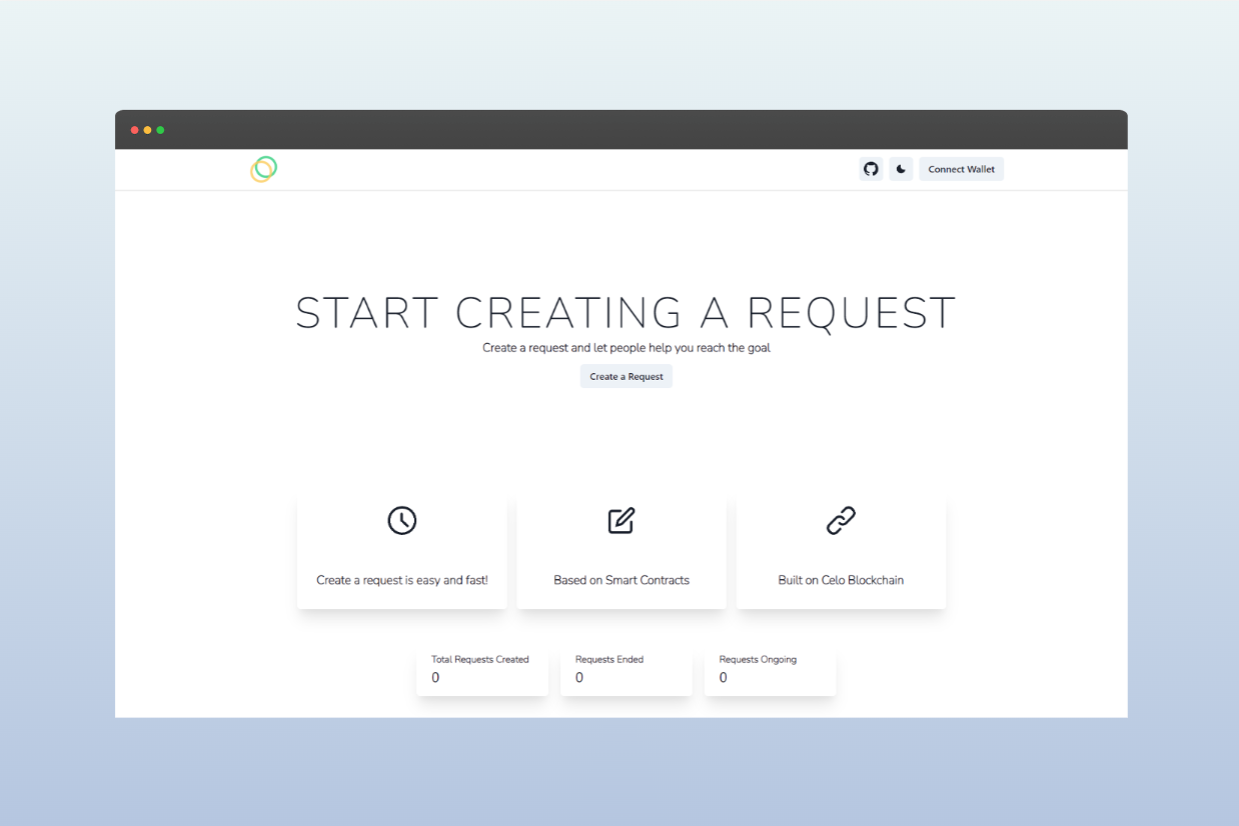 Connect Wallet
START CREATING A REQUEST
Create a request and let people help you reach the goal
Create a Request
Create a request is easy and fast!
Based on Smart Contracts
Built on Celo Blockchain
Total Requests Created
0
Requests Ended
0
Requests Ongoing
0